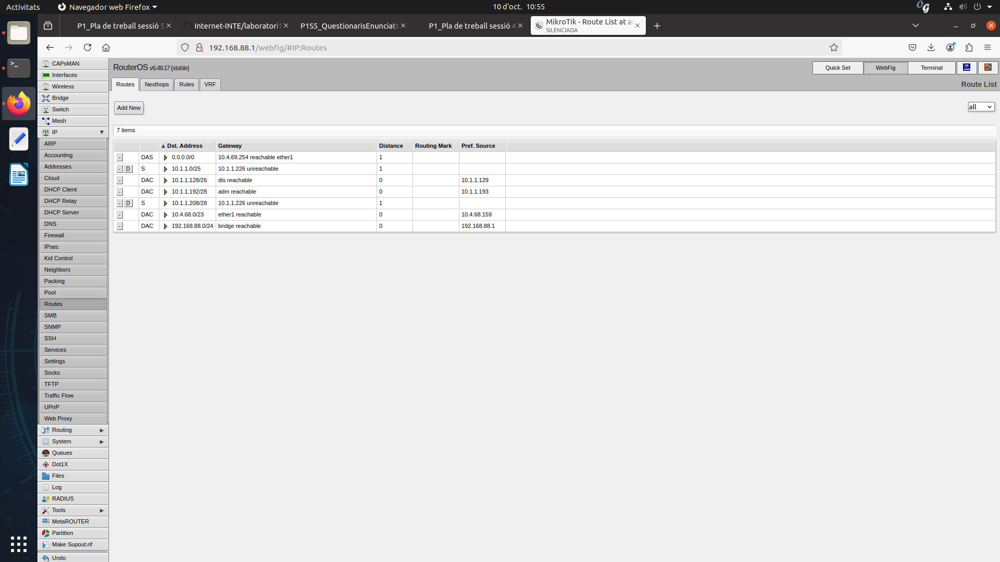 Activitats
Navegador web Firefox
10 d'oct. 10:55
P1_Pla de treball sessió 5
Internet-INTE/laboratori1
P1S5_QuestionarisEnunciats
P1_Pla de treball sessió 4
MikroTik - Route List at a
SILENCIADA
192.168.88.1/webfig/#IP:Routes
CAPsMAN
Interfaces
Wireless
Bridge
Switch
Mesh
IP
ARP
Accounting
Addresses
Cloud
DHCP Client
DHCP Relay
DHCP Server
DNS
Firewall
IPsec
Kid Control
Neighbors
Packing
Pool
Routes
SMB
SNMP
SSH
Services
Settings
Socks
TFTP
Traffic Flow
UPnP
Web Proxy
Routing
System
Queues
Dot1X
Files
Log
RADIUS
Tools
MetaROUTER
Partition
Make Supout.rif
Undo
RouterOS v6.49.17 (stable)
Quick Set WebFig Terminal
Routes Nexthops Rules VRF
Route List
Add New
all
7 items
Dst. Address Gateway Distance Routing Mark Pref. Source
- DAS 0.0.0.0/0 10.4.69.254 reachable ether1 1
- D S 10.1.1.0/25 10.1.1.226 unreachable 1
- DAC 10.1.1.128/26 dis reachable 0 10.1.1.129
- DAC 10.1.1.192/28 adm reachable 0 10.1.1.193
- D S 10.1.1.208/28 10.1.1.226 unreachable 1
- DAC 10.4.68.0/23 ether1 reachable 0 10.4.68.159
- DAC 192.168.88.0/24 bridge reachable 0 192.168.88.1